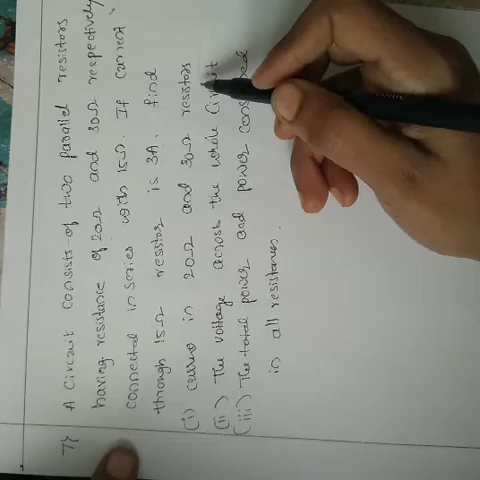 7) A Circuit consists of two parallel resistors
having resistance of 20Ω and 30Ω respectively
connected in series with 15Ω. If current
through 15Ω resistor is 3A. find
(i) current in 20Ω and 30Ω resistors
(ii) The voltage across the whole Circuit
(iii) The total power and power consumed
in all resistances.